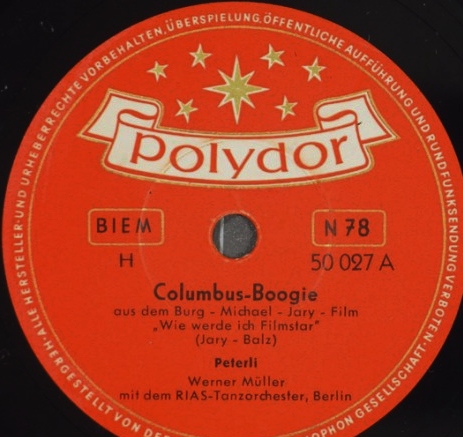 ALLE HERSTELLER-UND URHEBERRECHTE VORBEHALTEN, ÜBERSPIELUNG, ÖFFENTLICHE AUFFÜHRUNG UND RUNDFUNKSENDUNG VERBOTEN.
polydor
BIEM
N 78
H
50 027 A
Columbus-Boogie
aus dem Burg - Michael - Jary - Film
„Wie werde ich Filmstar"
(Jary - Balz)
Peterli
Werner Müller
mit dem RIAS-Tanzorchester, Berlin
HERGESTELLT VON DER
GESELLSCHAFT